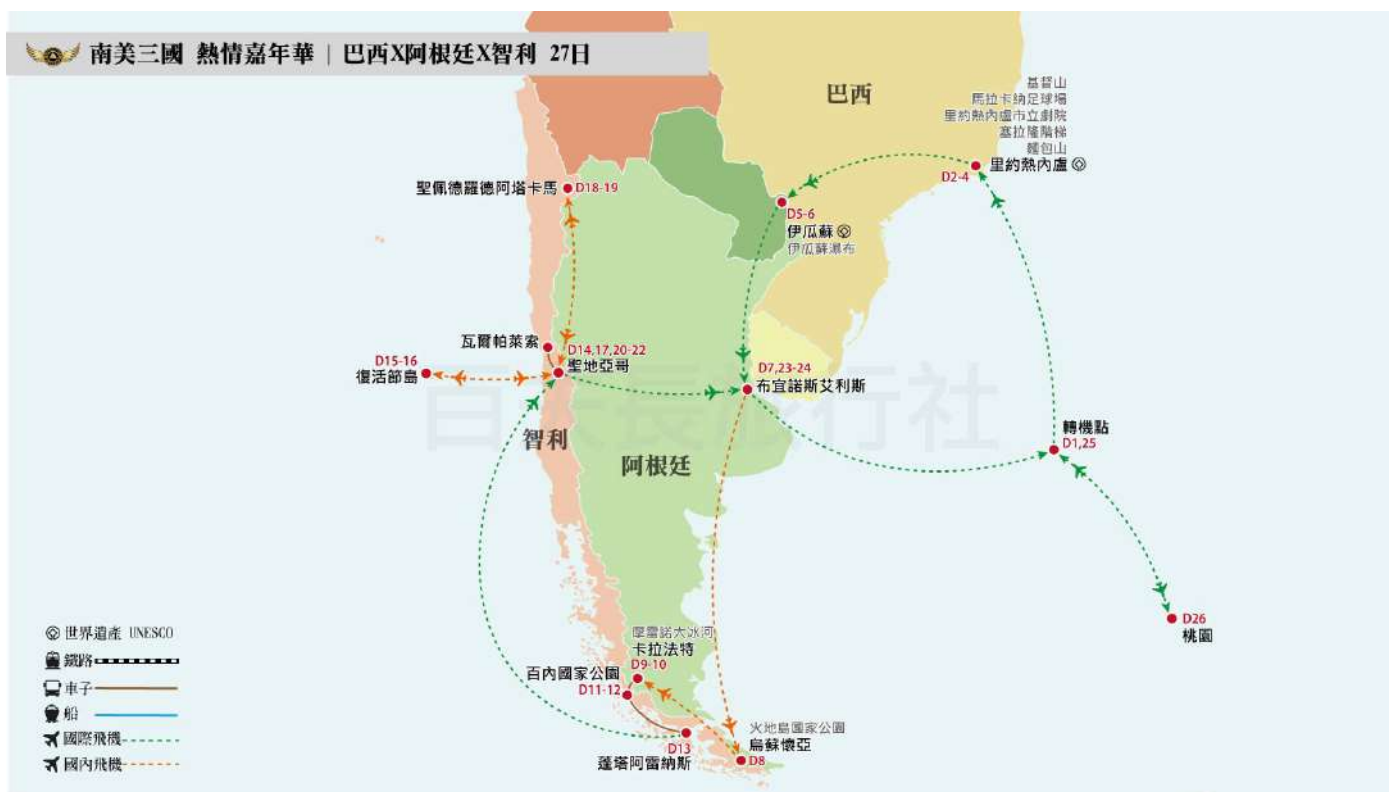 南美三國 熱情嘉年華 | 巴西X阿根廷X智利 27日
巴西
基督山
馬拉卡納足球場
里約熱內盧市立劇院
塞拉隆階梯
麵包山
里約熱內盧
D2-4
聖佩德羅德阿塔卡馬
D18-19
D5-6
伊瓜蘇
伊瓜蘇瀑布
瓦爾帕萊索
D14,17,20-22
聖地亞哥
D15-16
復活節島
D7,23-24
布宜諾斯艾利斯
百夫長旅行社
智利
阿根廷
轉機點
D1,25
D26
桃園
摩雷諾大冰河
卡拉法特
D9-10
百內國家公園
D11-12
D13
蓬塔阿雷納斯
火地島國家公園
烏蘇懷亞
D8
世界遺產 UNESCO
鐵路
車子
船
國際飛機
國內飛機